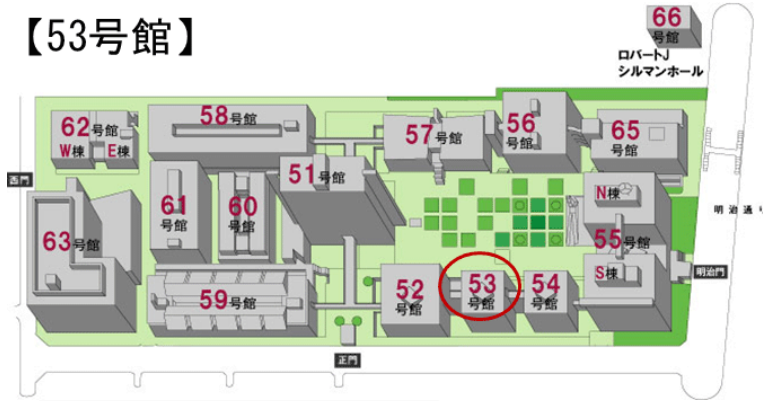 【53号館】
66
号館
ロバートJ
シルマンホール
62号館
W棟
E棟
58号館
57号館
56
号館
65
号館
西門
51号館
61
号館
60
号館
N棟
明治通り
63号館
55
号館
S棟
明治門
59号館
52
号館
53
号館
54
号館
正門